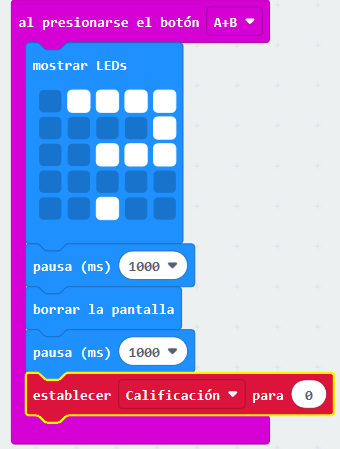 al presionarse el botón A+B
mostrar LEDs
pausa (ms) 1000
borrar la pantalla
pausa (ms) 1000
establecer Calificación para 0